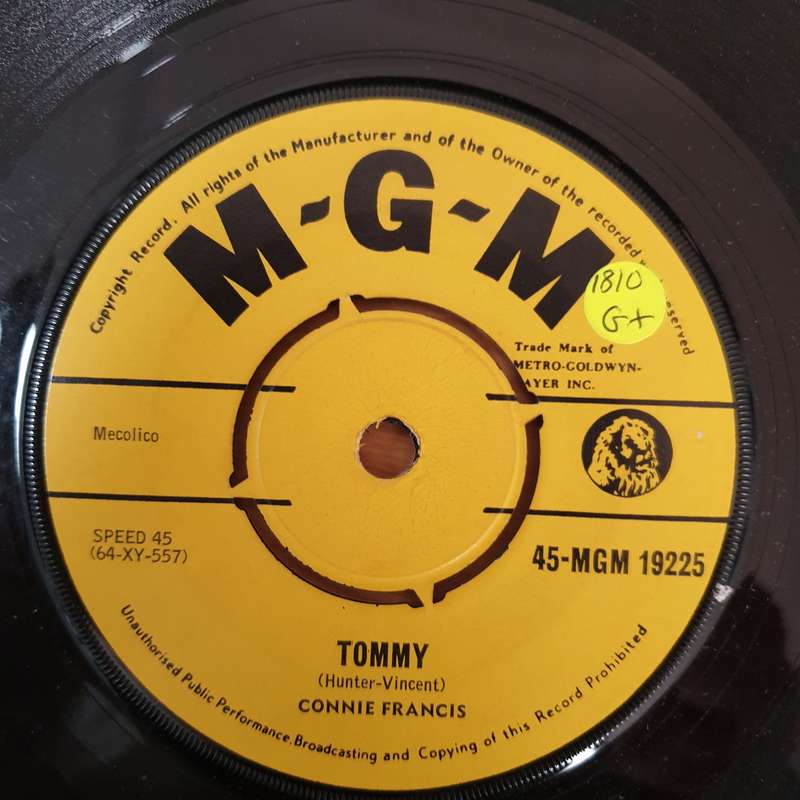 Copyright Record. All rights of the Manufacturer and of the Owner of the recorded reserved
M-G-M
1810
G+
Trade Mark of
METRO-GOLDWYN-
AYER INC.
Mecolico
SPEED 45
(64-XY-557)
45-MGM 19225
TOMMY
(Hunter-Vincent)
CONNIE FRANCIS
Unauthorised Public Performance, Broadcasting and Copying of this Record Prohibited